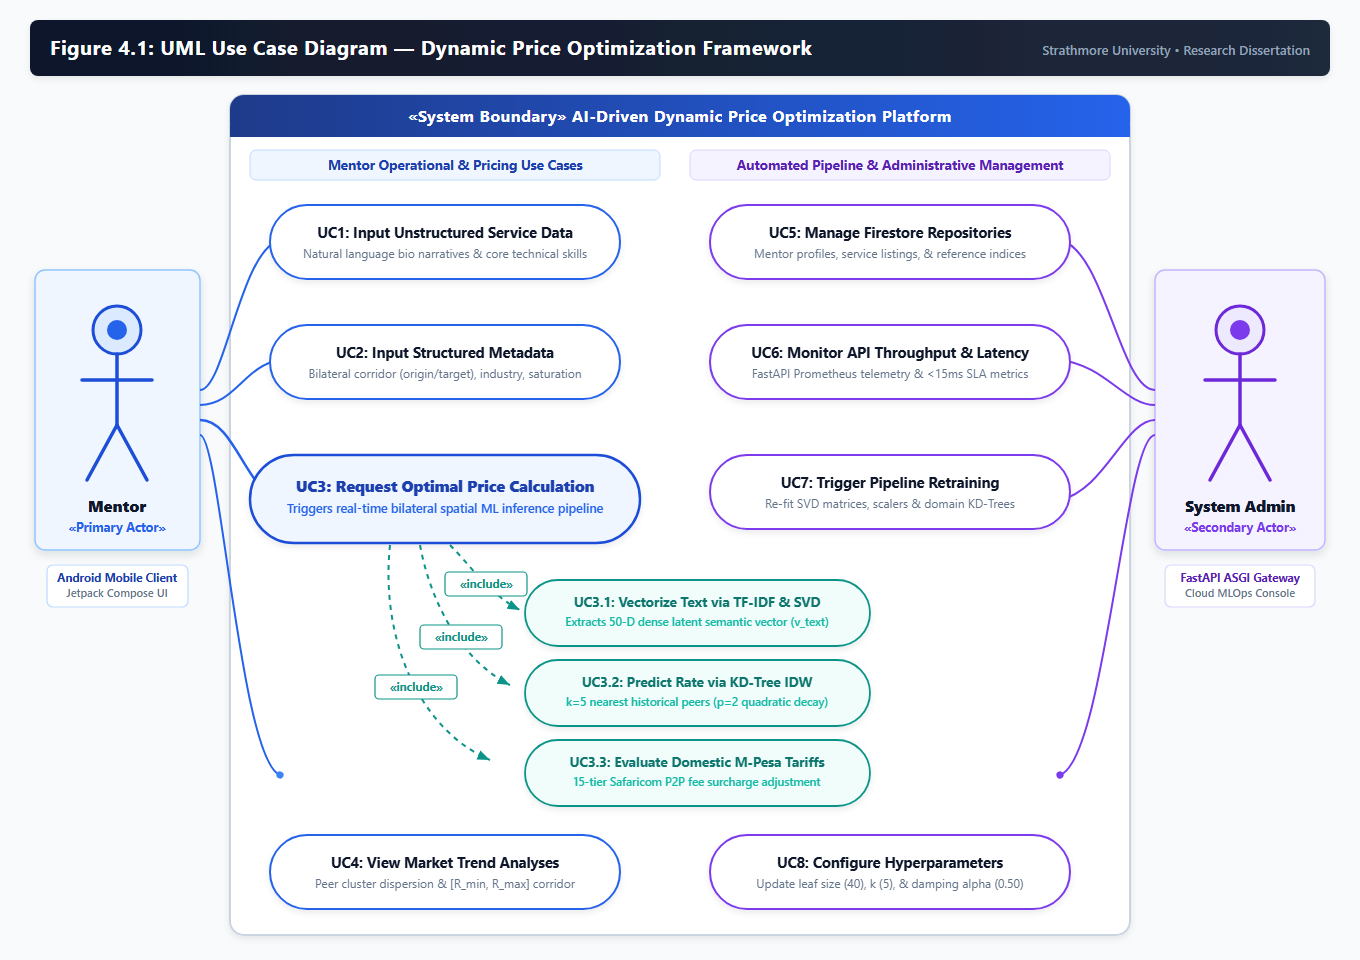 Figure 4.1: UML Use Case Diagram — Dynamic Price Optimization Framework
Strathmore University • Research Dissertation
«System Boundary» AI-Driven Dynamic Price Optimization Platform
Mentor Operational & Pricing Use Cases
Automated Pipeline & Administrative Management
UC1: Input Unstructured Service Data
Natural language bio narratives & core technical skills
UC5: Manage Firestore Repositories
Mentor profiles, service listings, & reference indices
UC2: Input Structured Metadata
Bilateral corridor (origin/target), industry, saturation
UC6: Monitor API Throughput & Latency
FastAPI Prometheus telemetry & <15ms SLA metrics
UC3: Request Optimal Price Calculation
Triggers real-time bilateral spatial ML inference pipeline
UC7: Trigger Pipeline Retraining
Re-fit SVD matrices, scalers & domain KD-Trees
Mentor
«Primary Actor»
System Admin
«Secondary Actor»
Android Mobile Client
Jetpack Compose UI
FastAPI ASGI Gateway
Cloud MLOps Console
«include»
UC3.1: Vectorize Text via TF-IDF & SVD
Extracts 50-D dense latent semantic vector (v_text)
«include»
UC3.2: Predict Rate via KD-Tree IDW
k=5 nearest historical peers (p=2 quadratic decay)
«include»
UC3.3: Evaluate Domestic M-Pesa Tariffs
15-tier Safaricom P2P fee surcharge adjustment
UC4: View Market Trend Analyses
Peer cluster dispersion & [R_min, R_max] corridor
UC8: Configure Hyperparameters
Update leaf size (40), k (5), & damping alpha (0.50)